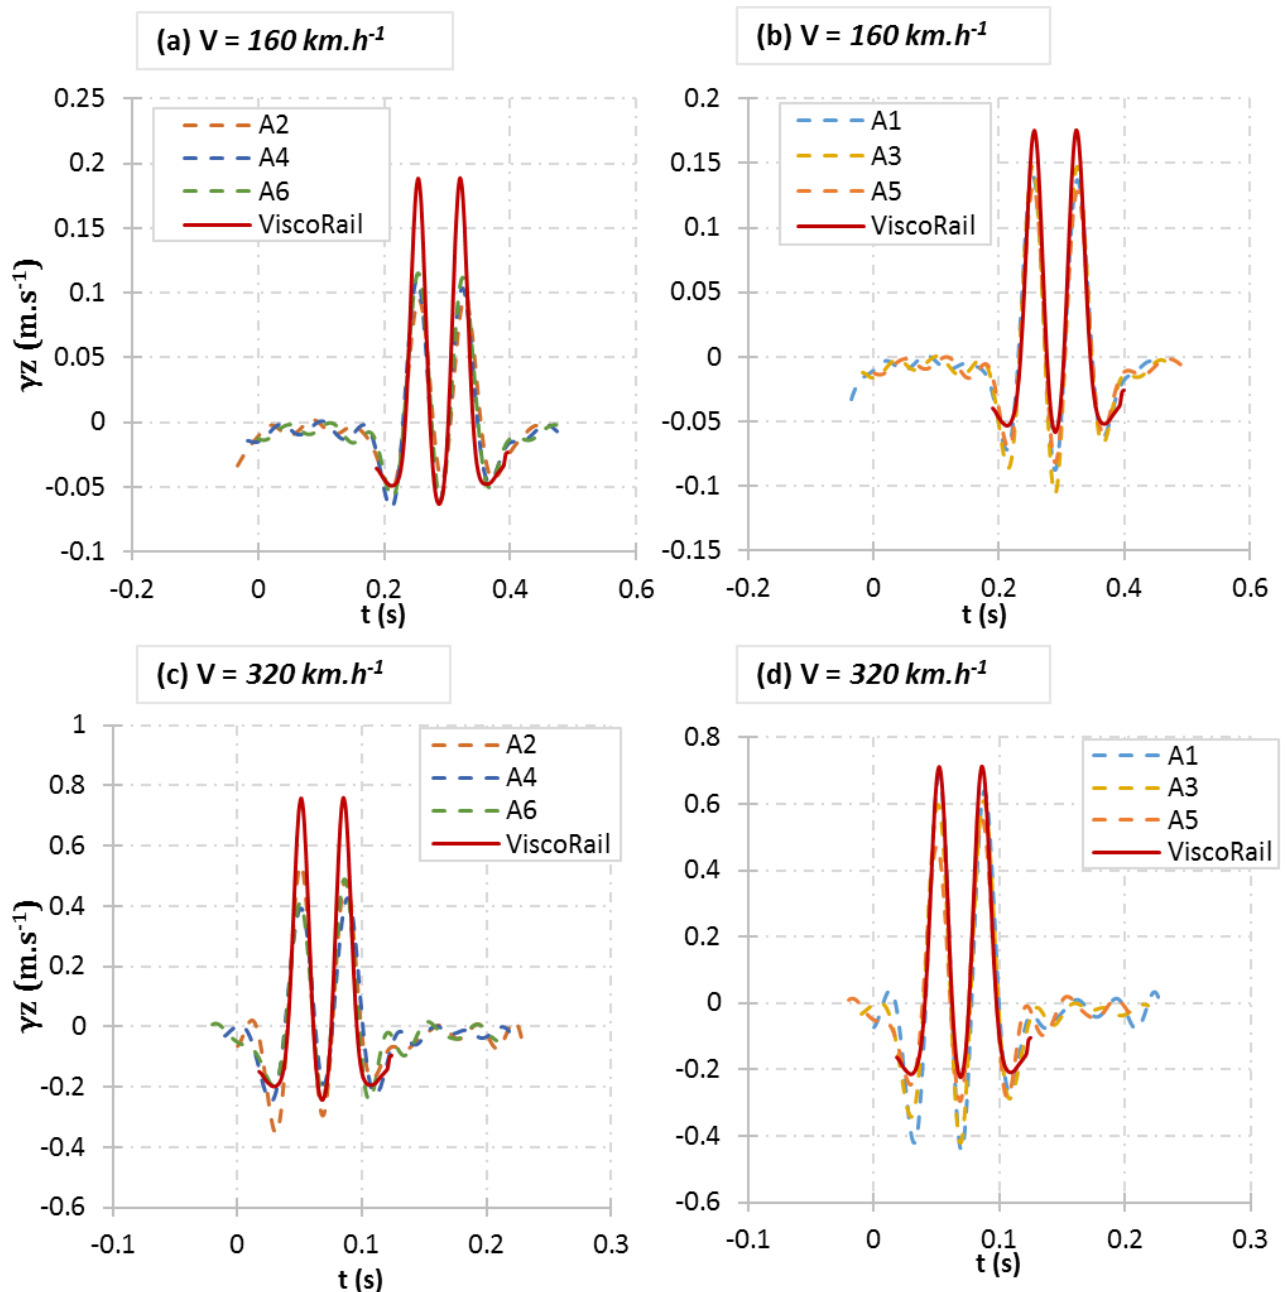 (a) V = 160 km.h-1
0.25
0.2
0.15
0.1
0.05
0
-0.05
-0.1
-0.2
0
0.2
0.4
0.6
A2
A4
A6
ViscoRail
γz (m.s-1)
t (s)
(b) V = 160 km.h-1
0.2
0.15
0.1
0.05
0
-0.05
-0.1
-0.15
-0.2
0
0.2
0.4
0.6
A1
A3
A5
ViscoRail
t (s)
(c) V = 320 km.h-1
1
0.8
0.6
0.4
0.2
0
-0.2
-0.4
-0.6
-0.1
0
0.1
0.2
0.3
A2
A4
A6
ViscoRail
γz (m.s-1)
t (s)
(d) V = 320 km.h-1
0.8
0.6
0.4
0.2
0
-0.2
-0.4
-0.6
-0.1
0
0.1
0.2
0.3
A1
A3
A5
ViscoRail
t (s)